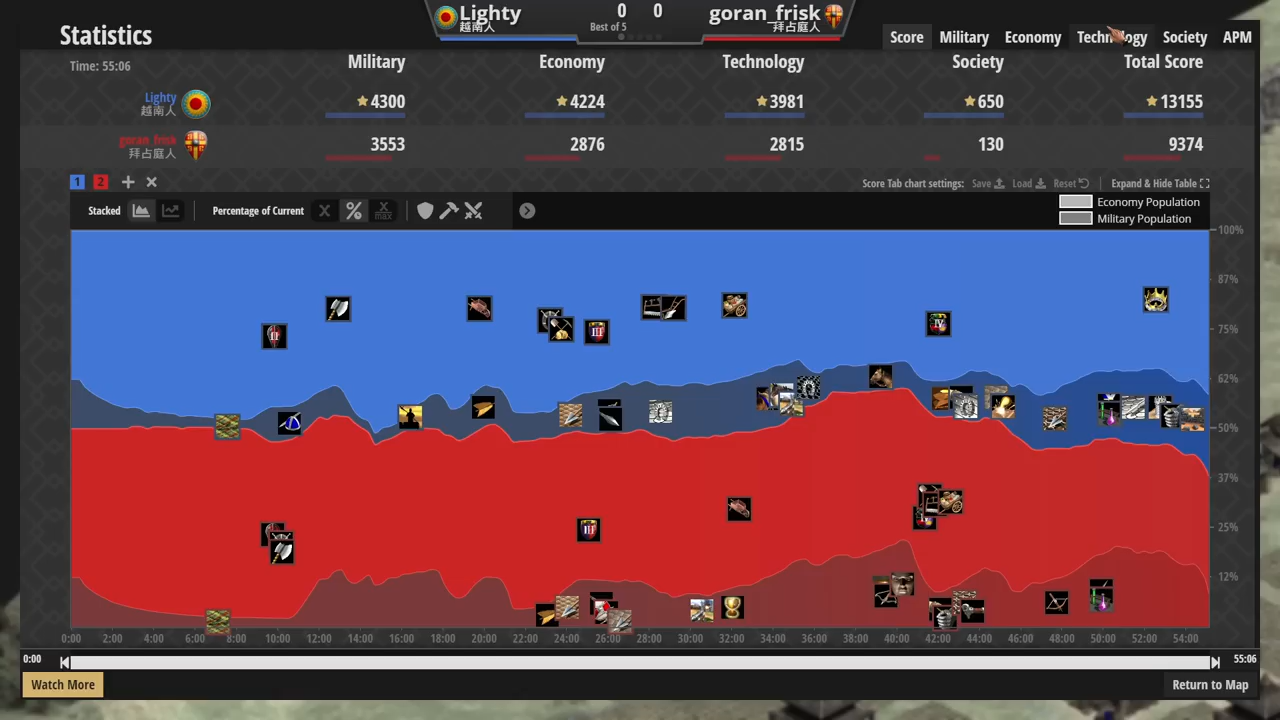 Lighty
越南人
0 0
Best of 5
goran_frisk
拜占庭人
Statistics
Score Military Economy Technology Society APM
Time: 55:06
Military Economy Technology Society Total Score
Lighty
越南人
4300 4224 3981 650 13155
goran_frisk
拜占庭人
3553 2876 2815 130 9374
1 2
Score Tab chart settings: Save Load Reset Expand & Hide Table
Stacked Percentage of Current X % X max
Economy Population
Military Population
100%
87%
75%
62%
50%
37%
25%
12%
II
III
IV
III
0:00 2:00 4:00 6:00 8:00 10:00 12:00 14:00 16:00 18:00 20:00 22:00 24:00 26:00 28:00 30:00 32:00 34:00 36:00 38:00 40:00 42:00 44:00 46:00 48:00 50:00 52:00 54:00
0:00 55:06
Watch More Return to Map